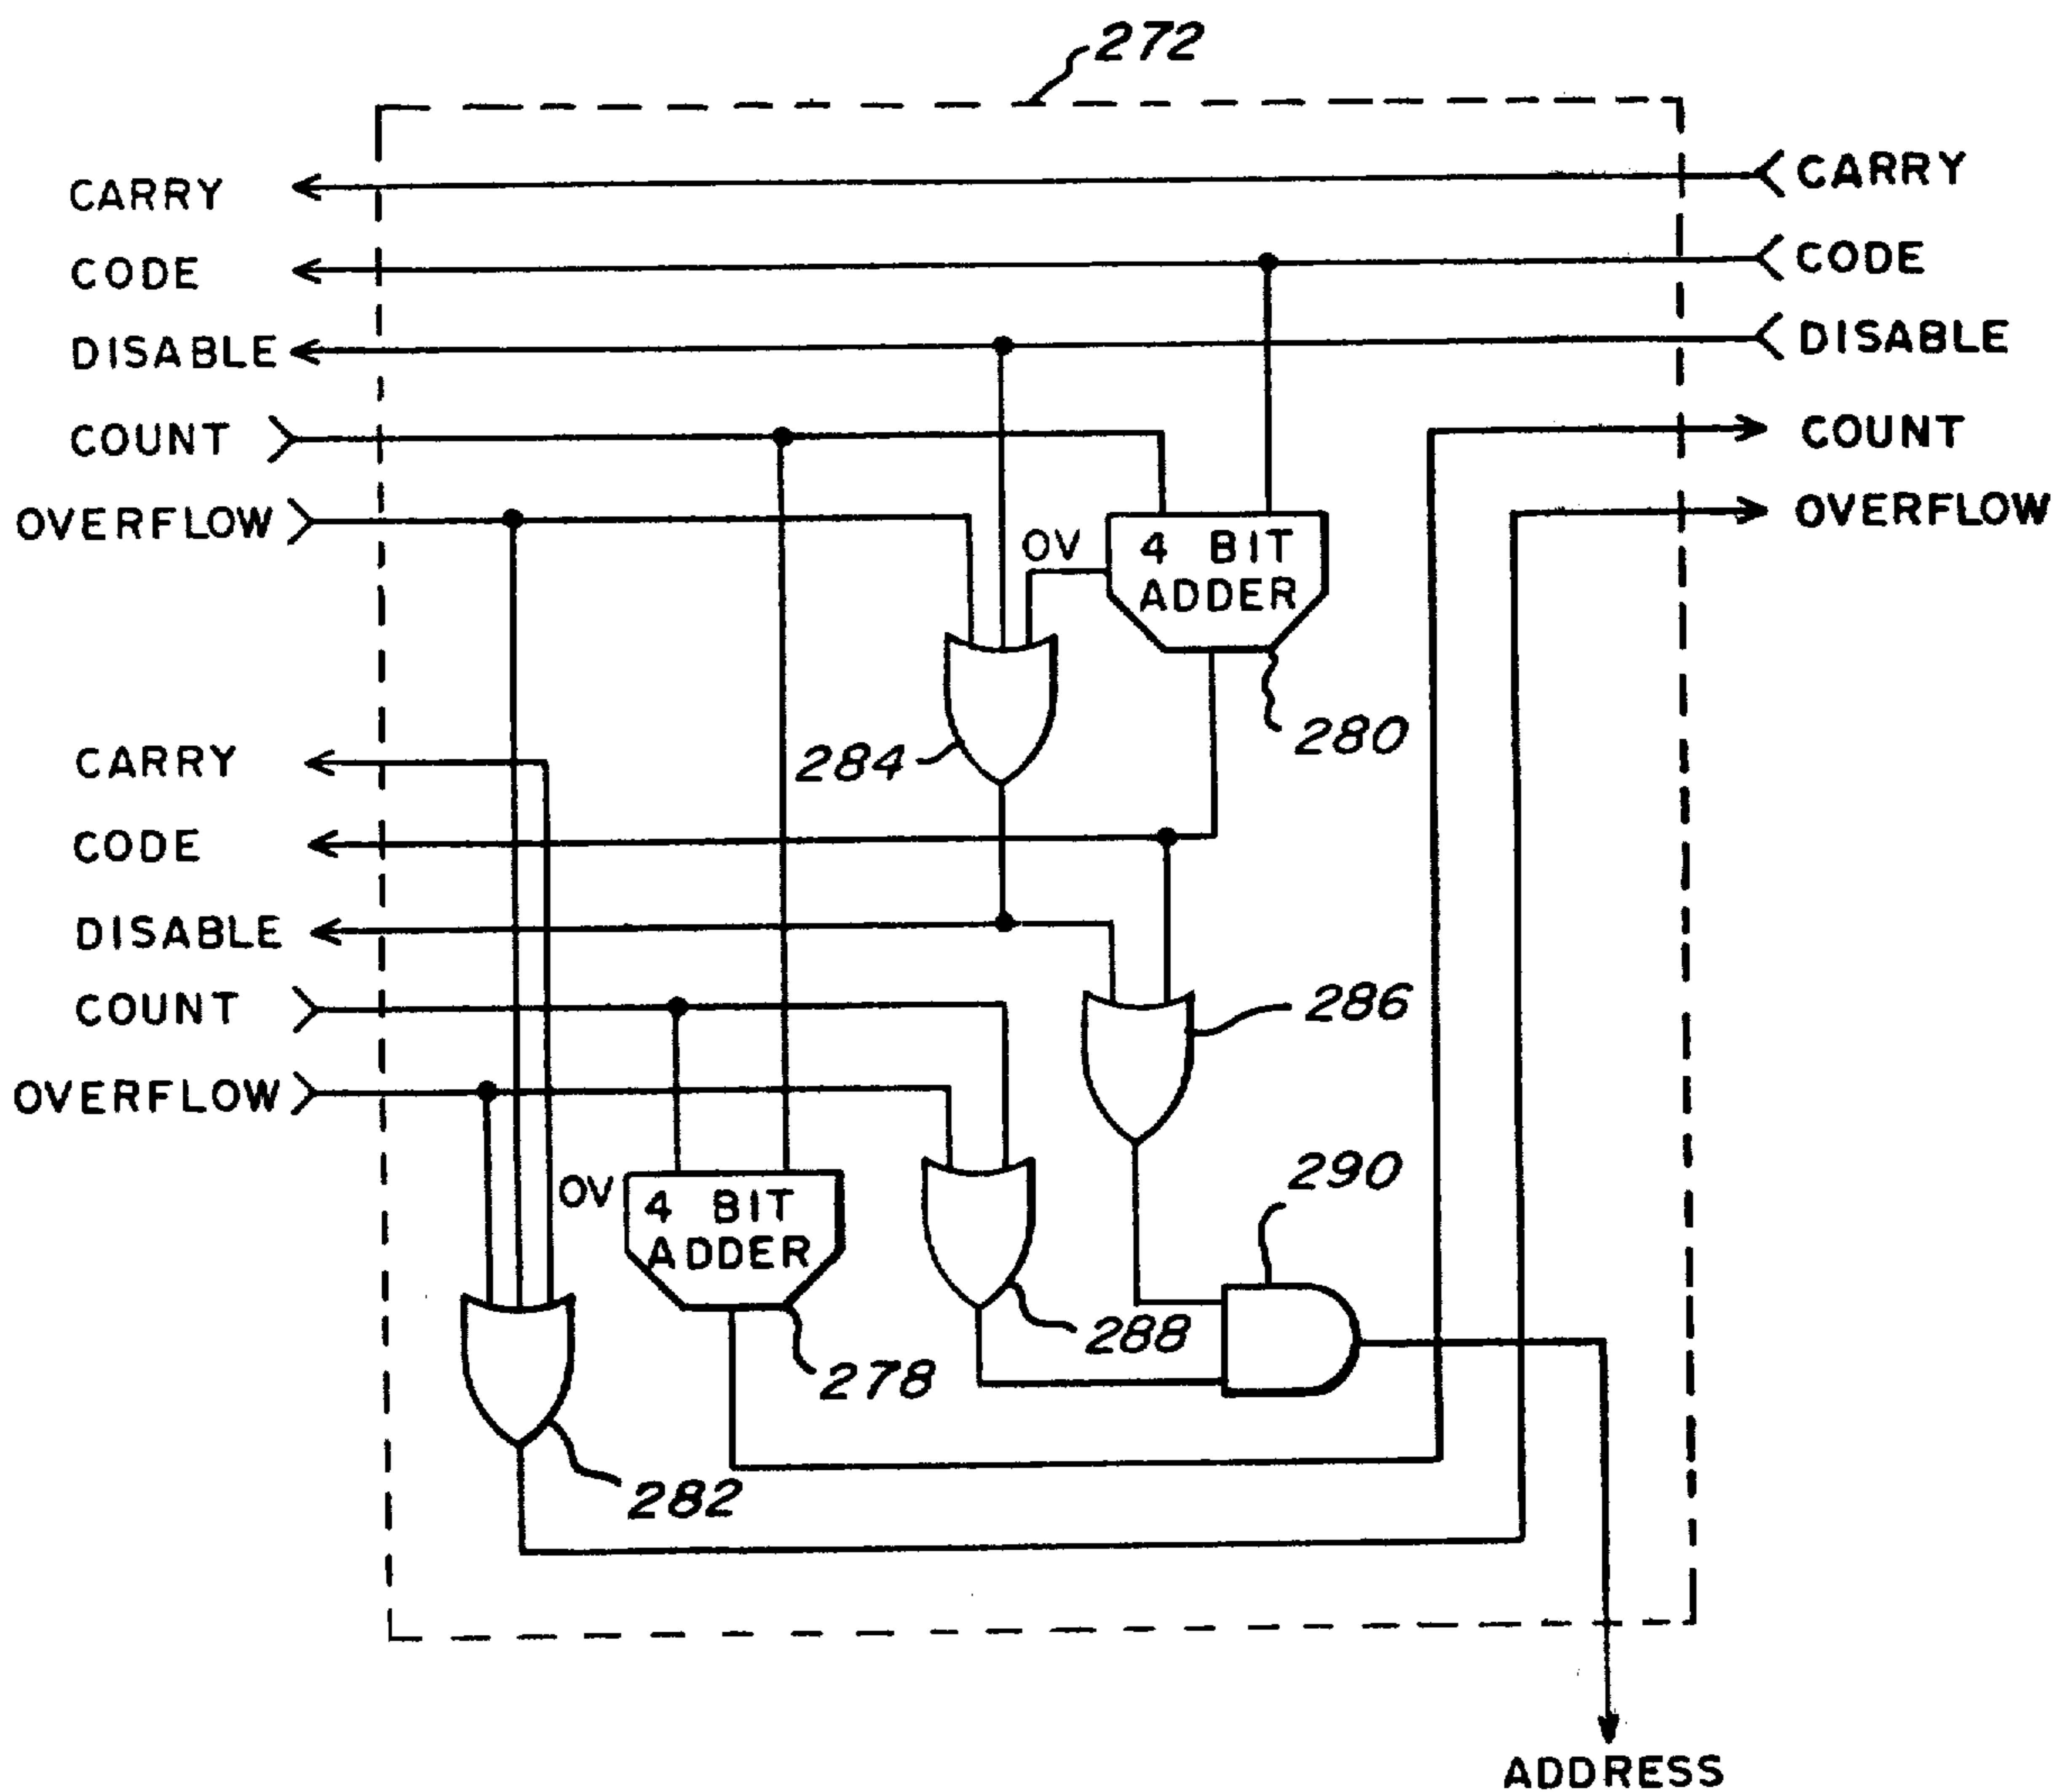 272
CARRY
CARRY
CODE
CODE
DISABLE
DISABLE
COUNT
COUNT
OVERFLOW
OVERFLOW
OV
4 BIT
ADDER
280
284
CARRY
CODE
DISABLE
COUNT
286
OVERFLOW
OV
4 BIT
ADDER
290
288
278
282
ADDRESS